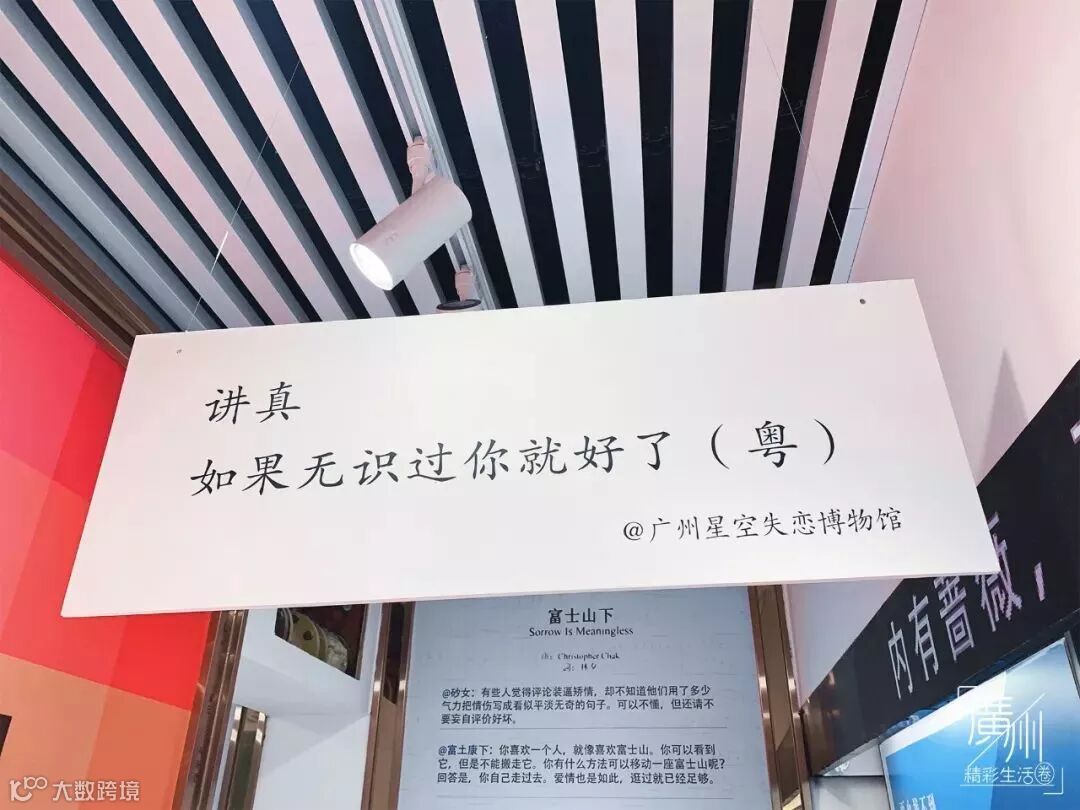 讲真
如果无识过你就好了（粤）
@广州星空失恋博物馆
富士山下
Sorrow Is Meaningless
曲：Christopher Chak
词：林夕
@砂女：有些人觉得评论装逼矫情，却不知道他们用了多少
气力把情伤写成看似平淡无奇的句子。可以不懂，但还请不
要妄自评价好坏。
@富士康下：你喜欢一个人，就像喜欢富士山。你可以看到
它，但是不能搬走它。你有什么方法可以移动一座富士山呢？
回答是，你自己走过去。爱情也是如此，逛过就已经足够。
内有蔷薇，
廣州
精彩生活圈
大数跨境